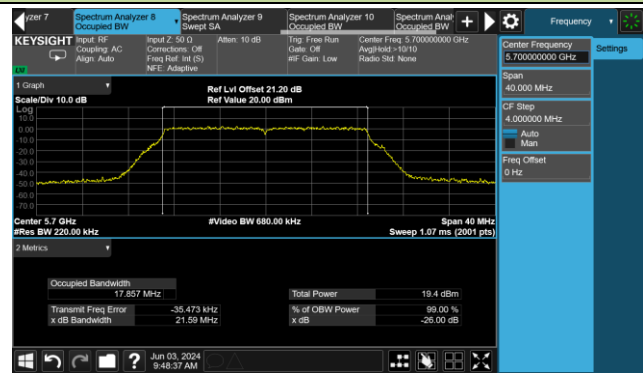 yzer 7
Spectrum Analyzer 8
Occupied BW
Spectrum Analyzer 9
Swept SA
Spectrum Analyzer 10
Occupied BW
Spectrum Anal
Occupied BW
Frequency
KEYSIGHT
Input: RF
Coupling: AC
Align: Auto
Input Z: 50 Ω
Corrections: Off
Freq Ref: Int (S)
NFE: Adaptive
Atten: 10 dB
Trig: Free Run
Gate: Off
#IF Gain: Low
Center Freq: 5.700000000 GHz
Avg|Hold:>10/10
Radio Std: None
Center Frequency
5.700000000 GHz
Settings
Span
40.000 MHz
CF Step
4.000000 MHz
Auto
Man
Freq Offset
0 Hz
1 Graph
Scale/Div 10.0 dB
Ref Lvl Offset 21.20 dB
Ref Value 20.00 dBm
Log
10.0
0.00
-10.0
-20.0
-30.0
-40.0
-50.0
-60.0
-70.0
Center 5.7 GHz
#Res BW 220.00 kHz
#Video BW 680.00 kHz
Span 40 MHz
Sweep 1.07 ms (2001 pts)
2 Metrics
Occupied Bandwidth
17.857 MHz
Total Power 19.4 dBm
Transmit Freq Error -35.473 kHz
% of OBW Power 99.00 %
x dB Bandwidth 21.59 MHz
x dB -26.00 dB
?
Jun 03, 2024
9:48:37 AM